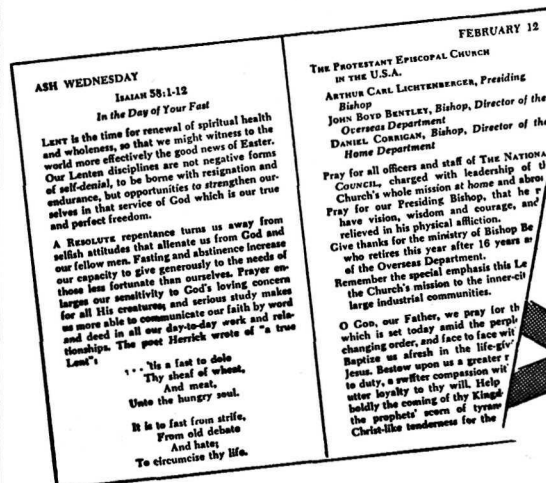 ASH WEDNESDAY
ISAIAH 58:1-12
In the Day of Your Fast
LENT is the time for renewal of spiritual health
and wholeness, so that we might witness to the
world more effectively the good news of Easter.
Our Lenten disciplines are not negative forms
of self-denial, to be borne with resignation and
endurance, but opportunities to strengthen our-
selves in that service of God which is our true
and perfect freedom.
A RESOLUTE repentance turns us away from
selfish attitudes that alienate us from God and
our fellow men. Fasting and abstinence increase
our capacity to give generously to the needs of
those less fortunate than ourselves. Prayer en-
larges our sensitivity to God's loving concern
for all His creatures; and serious study makes
us more able to communicate our faith by word
and deed in all our day-to-day work and rela-
tionships. The poet Herrick wrote of "a true
Lent":
. . . 'tis a fast to dole
Thy sheaf of wheat,
And meat,
Unto the hungry soul.
It is to fast from strife,
From old debate
And hate;
To circumcise thy life.
FEBRUARY 12
THE PROTESTANT EPISCOPAL CHURCH
IN THE U.S.A.
ARTHUR CARL LICHTENBERGER, Presiding
Bishop
JOHN BOYD BENTLEY, Bishop, Director of the
Overseas Department
DANIEL CORRIGAN, Bishop, Director of the
Home Department
Pray for all officers and staff of THE NATIONA
COUNCIL, charged with leadership of t
Church's whole mission at home and abroa
Pray for our Presiding Bishop, that he
have vision, wisdom and courage, and
relieved in his physical affliction.
Give thanks for the ministry of Bishop Be
who retires this year after 16 years
of the Overseas Department.
Remember the special emphasis this Le
the Church's mission to the inner-cit
large industrial communities.
O GOD, our Father, we pray for th
which is set today amid the perpl
changing order, and face to face wit
Baptize us afresh in the life-giv
Jesus. Bestow upon us a greater
to duty, a swifter compassion wit
utter loyalty to thy will. Help
boldly the coming of thy Kingd
the prophets' scorn of tyran
Christ-like tenderness for the